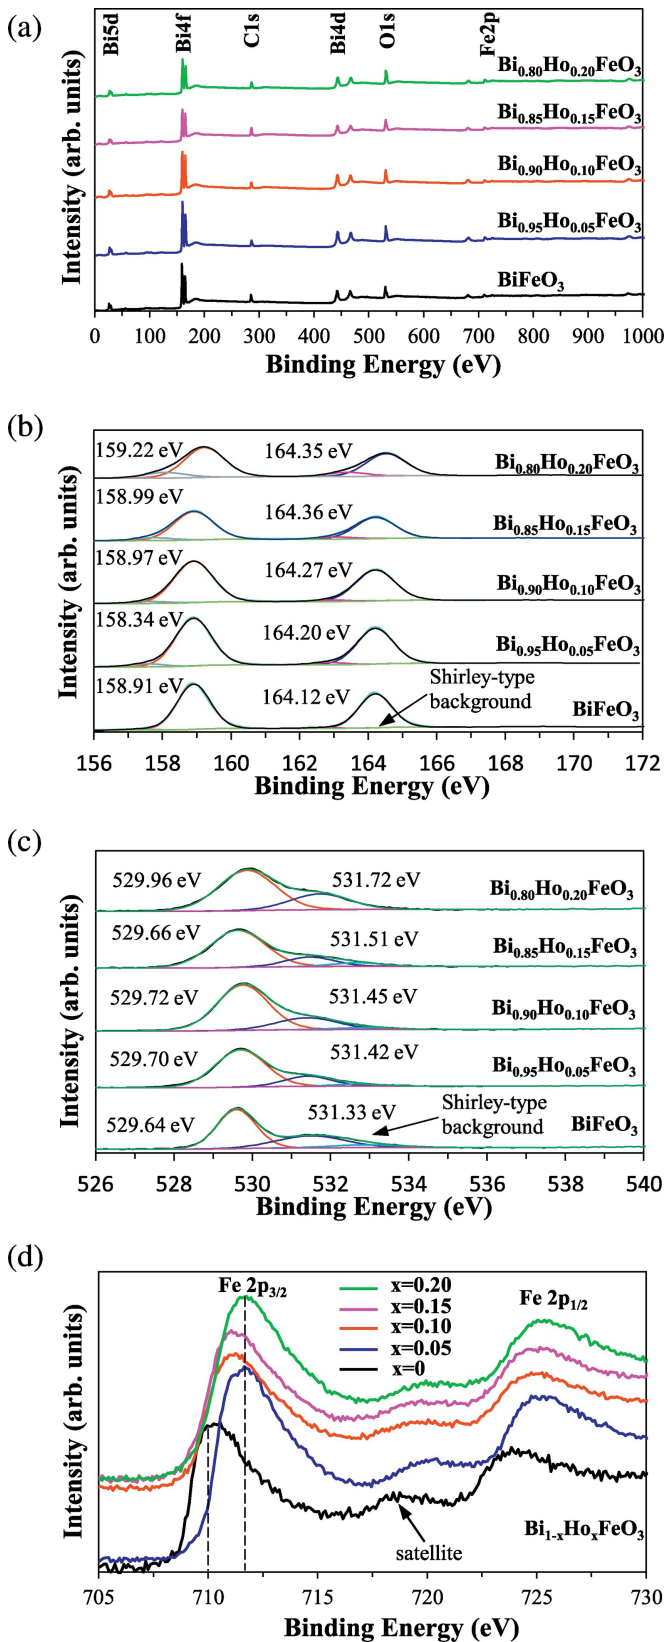 (a)
Bi5d
Bi4f
C1s
Bi4d
O1s
Fe2p
Bi₀.₈₀Ho₀.₂₀FeO₃
Bi₀.₈₅Ho₀.₁₅FeO₃
Bi₀.₉₀Ho₀.₁₀FeO₃
Bi₀.₉₅Ho₀.₀₅FeO₃
BiFeO₃
Intensity (arb. units)
0 100 200 300 400 500 600 700 800 900 1000
Binding Energy (eV)
(b)
159.22 eV 164.35 eV Bi₀.₈₀Ho₀.₂₀FeO₃
158.99 eV 164.36 eV Bi₀.₈₅Ho₀.₁₅FeO₃
158.97 eV 164.27 eV Bi₀.₉₀Ho₀.₁₀FeO₃
158.34 eV 164.20 eV Bi₀.₉₅Ho₀.₀₅FeO₃
158.91 eV 164.12 eV BiFeO₃
Shirley-type
background
Intensity (arb. units)
156 158 160 162 164 166 168 170 172
Binding Energy (eV)
(c)
529.96 eV 531.72 eV Bi₀.₈₀Ho₀.₂₀FeO₃
529.66 eV 531.51 eV Bi₀.₈₅Ho₀.₁₅FeO₃
529.72 eV 531.45 eV Bi₀.₉₀Ho₀.₁₀FeO₃
529.70 eV 531.42 eV Bi₀.₉₅Ho₀.₀₅FeO₃
529.64 eV 531.33 eV BiFeO₃
Shirley-type
background
Intensity (arb. units)
526 528 530 532 534 536 538 540
Binding Energy (eV)
(d)
Fe 2p₃/₂
x=0.20
x=0.15
x=0.10
x=0.05
x=0
Fe 2p₁/₂
satellite
Bi₁₋ₓHoₓFeO₃
Intensity (arb. units)
705 710 715 720 725 730
Binding Energy (eV)